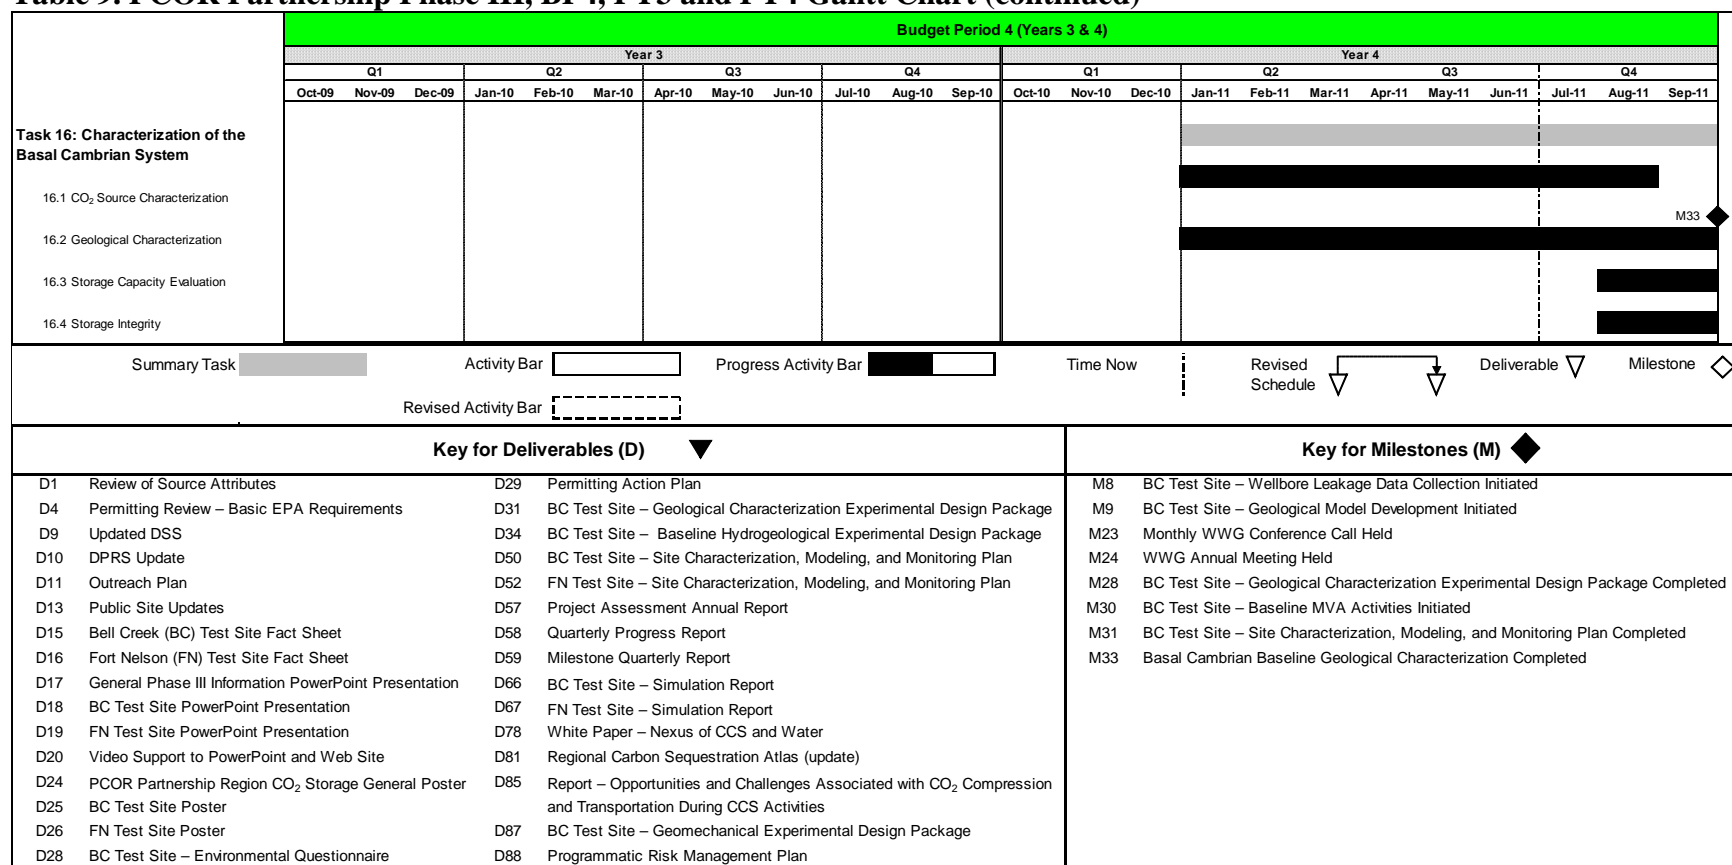 Table 9. PCOR Partnership Phase III, BP4, PY3 and PY4 Gantt Chart (continued)
Budget Period 4 (Years 3 & 4)
Year 3 Year 4
Q1 Q2 Q3 Q4 Q1 Q2 Q3 Q4
Oct-09 Nov-09 Dec-09 Jan-10 Feb-10 Mar-10 Apr-10 May-10 Jun-10 Jul-10 Aug-10 Sep-10 Oct-10 Nov-10 Dec-10 Jan-11 Feb-11 Mar-11 Apr-11 May-11 Jun-11 Jul-11 Aug-11 Sep-11
Task 16: Characterization of the
Basal Cambrian System
16.1 CO2 Source Characterization
M33
16.2 Geological Characterization
16.3 Storage Capacity Evaluation
16.4 Storage Integrity
Summary Task Activity Bar Progress Activity Bar Time Now Revised Schedule Deliverable Milestone
Revised Activity Bar
Key for Deliverables (D) Key for Milestones (M)
D1 Review of Source Attributes
D4 Permitting Review – Basic EPA Requirements
D9 Updated DSS
D10 DPRS Update
D11 Outreach Plan
D13 Public Site Updates
D15 Bell Creek (BC) Test Site Fact Sheet
D16 Fort Nelson (FN) Test Site Fact Sheet
D17 General Phase III Information PowerPoint Presentation
D18 BC Test Site PowerPoint Presentation
D19 FN Test Site PowerPoint Presentation
D20 Video Support to PowerPoint and Web Site
D24 PCOR Partnership Region CO2 Storage General Poster
D25 BC Test Site Poster
D26 FN Test Site Poster
D28 BC Test Site – Environmental Questionnaire
D29 Permitting Action Plan
D31 BC Test Site – Geological Characterization Experimental Design Package
D34 BC Test Site – Baseline Hydrogeological Experimental Design Package
D50 BC Test Site – Site Characterization, Modeling, and Monitoring Plan
D52 FN Test Site – Site Characterization, Modeling, and Monitoring Plan
D57 Project Assessment Annual Report
D58 Quarterly Progress Report
D59 Milestone Quarterly Report
D66 BC Test Site – Simulation Report
D67 FN Test Site – Simulation Report
D78 White Paper – Nexus of CCS and Water
D81 Regional Carbon Sequestration Atlas (update)
D85 Report – Opportunities and Challenges Associated with CO2 Compression
and Transportation During CCS Activities
D87 BC Test Site – Geomechanical Experimental Design Package
D88 Programmatic Risk Management Plan
M8 BC Test Site – Wellbore Leakage Data Collection Initiated
M9 BC Test Site – Geological Model Development Initiated
M23 Monthly WWG Conference Call Held
M24 WWG Annual Meeting Held
M28 BC Test Site – Geological Characterization Experimental Design Package Completed
M30 BC Test Site – Baseline MVA Activities Initiated
M31 BC Test Site – Site Characterization, Modeling, and Monitoring Plan Completed
M33 Basal Cambrian Baseline Geological Characterization Completed